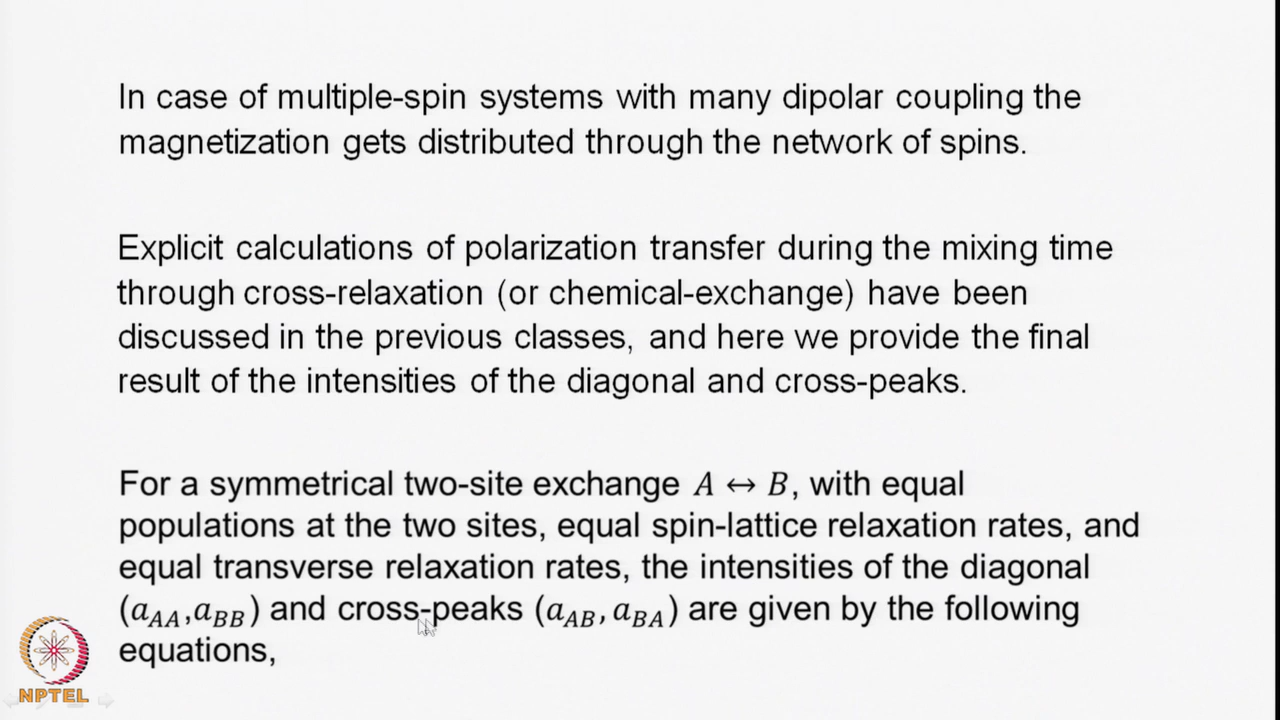 In case of multiple-spin systems with many dipolar coupling the
magnetization gets distributed through the network of spins.
Explicit calculations of polarization transfer during the mixing time
through cross-relaxation (or chemical-exchange) have been
discussed in the previous classes, and here we provide the final
result of the intensities of the diagonal and cross-peaks.
For a symmetrical two-site exchange A ↔ B, with equal
populations at the two sites, equal spin-lattice relaxation rates, and
equal transverse relaxation rates, the intensities of the diagonal
(a_AA,a_BB) and cross-peaks (a_AB, a_BA) are given by the following
equations,
NPTEL